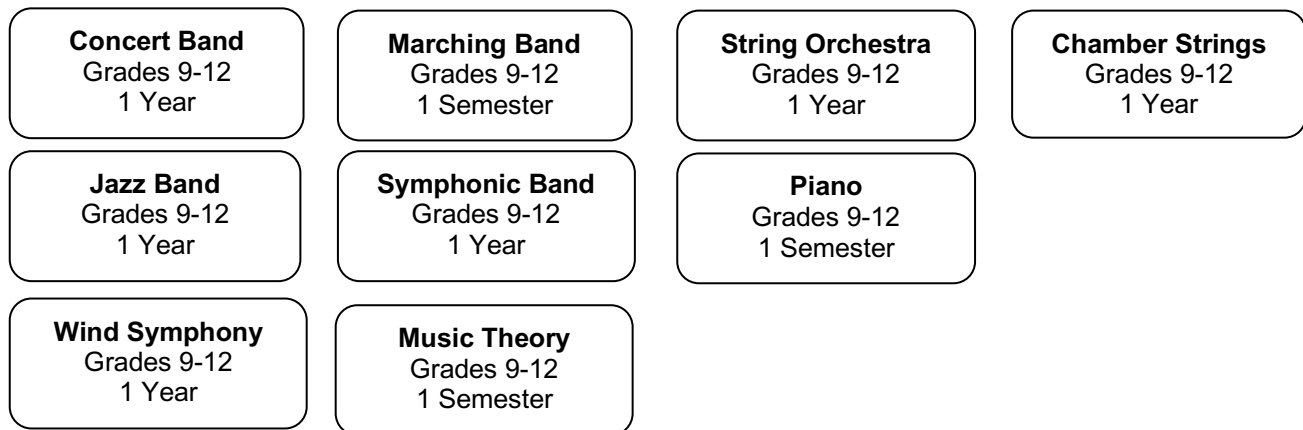 Concert Band
Grades 9-12
1 Year
Marching Band
Grades 9-12
1 Semester
String Orchestra
Grades 9-12
1 Year
Chamber Strings
Grades 9-12
1 Year
Jazz Band
Grades 9-12
1 Year
Symphonic Band
Grades 9-12
1 Year
Piano
Grades 9-12
1 Semester
Wind Symphony
Grades 9-12
1 Year
Music Theory
Grades 9-12
1 Semester